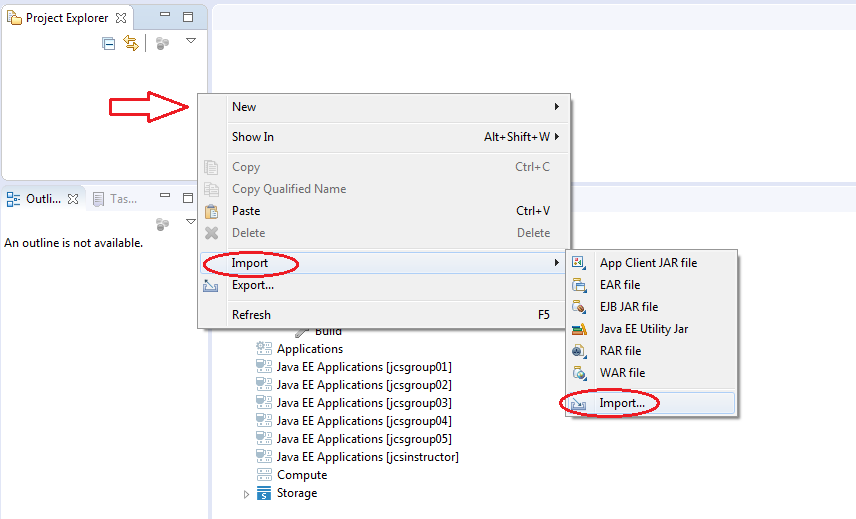 Project Explorer
New
Show In Alt+Shift+W
Copy Ctrl+C
Copy Qualified Name
Paste Ctrl+V
Delete Delete
Import
Export...
Refresh F5
Outli...
Tas...
An outline is not available.
App Client JAR file
EAR file
EJB JAR file
Java EE Utility Jar
RAR file
WAR file
Import...
Build
Applications
Java EE Applications [jcsgroup01]
Java EE Applications [jcsgroup02]
Java EE Applications [jcsgroup03]
Java EE Applications [jcsgroup04]
Java EE Applications [jcsgroup05]
Java EE Applications [jcsinstructor]
Compute
Storage